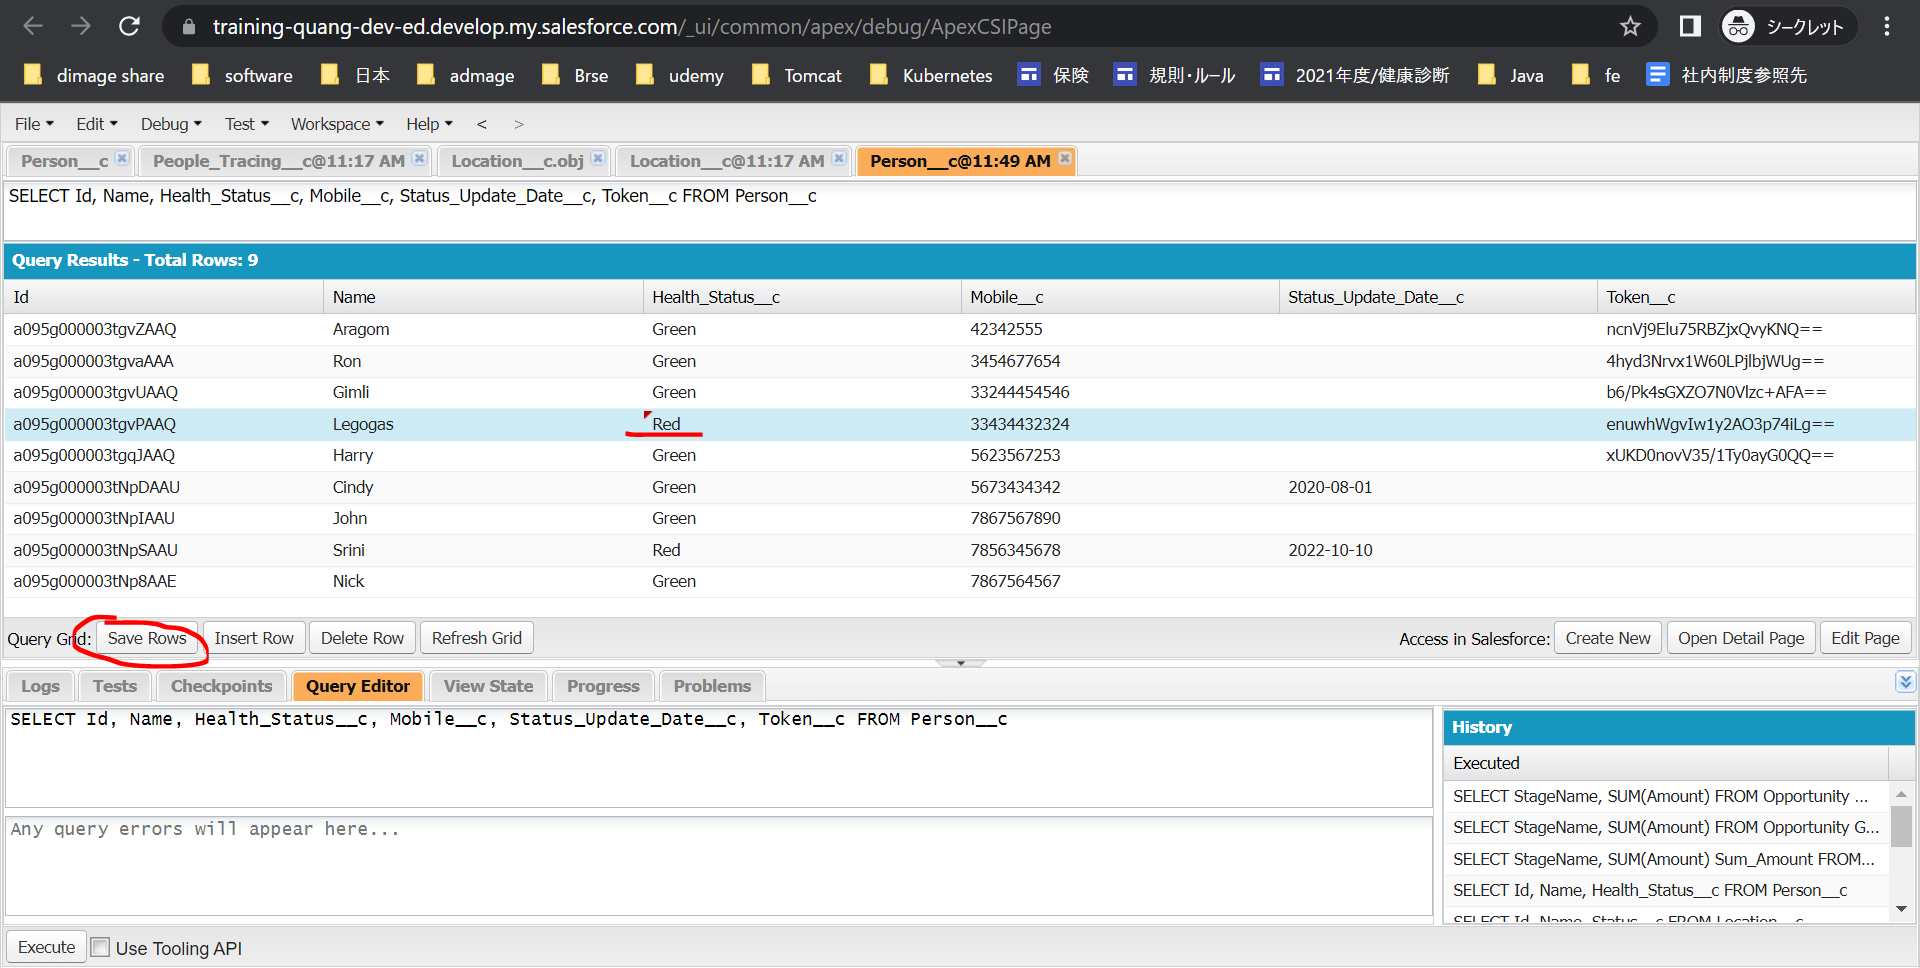 training-quang-dev-ed.develop.my.salesforce.com/_ui/common/apex/debug/ApexCSIPage シークレット
dimage share software 日本 admage Brse udemy Tomcat Kubernetes 保険 規則・ルール 2021年度/健康診断 Java fe 社内制度参照先
File Edit Debug Test Workspace Help < >
Person__c People_Tracing__c@11:17 AM Location__c.obj Location__c@11:17 AM Person__c@11:49 AM
SELECT Id, Name, Health_Status__c, Mobile__c, Status_Update_Date__c, Token__c FROM Person__c
Query Results - Total Rows: 9
Id Name Health_Status__c Mobile__c Status_Update_Date__c Token__c
a095g000003tgvZAAQ Aragom Green 42342555 ncnVj9Elu75RBZjxQvyKNQ==
a095g000003tgvaAAA Ron Green 3454677654 4hyd3Nrvx1W60LPjlbjWUg==
a095g000003tgvUAAQ Gimli Green 33244454546 b6/Pk4sGXZO7N0Vlzc+AFA==
a095g000003tgvPAAQ Legogas Red 33434432324 enuwhWgvIw1y2AO3p74iLg==
a095g000003tgqJAAQ Harry Green 5623567253 xUKD0novV35/1Ty0ayG0QQ==
a095g000003tNpDAAU Cindy Green 5673434342 2020-08-01
a095g000003tNpIAAU John Green 7867567890
a095g000003tNpSAAU Srini Red 7856345678 2022-10-10
a095g000003tNp8AAE Nick Green 7867564567
Query Grid: Save Rows Insert Row Delete Row Refresh Grid Access in Salesforce: Create New Open Detail Page Edit Page
Logs Tests Checkpoints Query Editor View State Progress Problems
SELECT Id, Name, Health_Status__c, Mobile__c, Status_Update_Date__c, Token__c FROM Person__c
Any query errors will appear here...
History
Executed
SELECT StageName, SUM(Amount) FROM Opportunity ...
SELECT StageName, SUM(Amount) FROM Opportunity G...
SELECT StageName, SUM(Amount) Sum_Amount FROM...
SELECT Id, Name, Health_Status__c FROM Person__c
SELECT Id, Name, Status__c FROM Location__c
Execute Use Tooling API